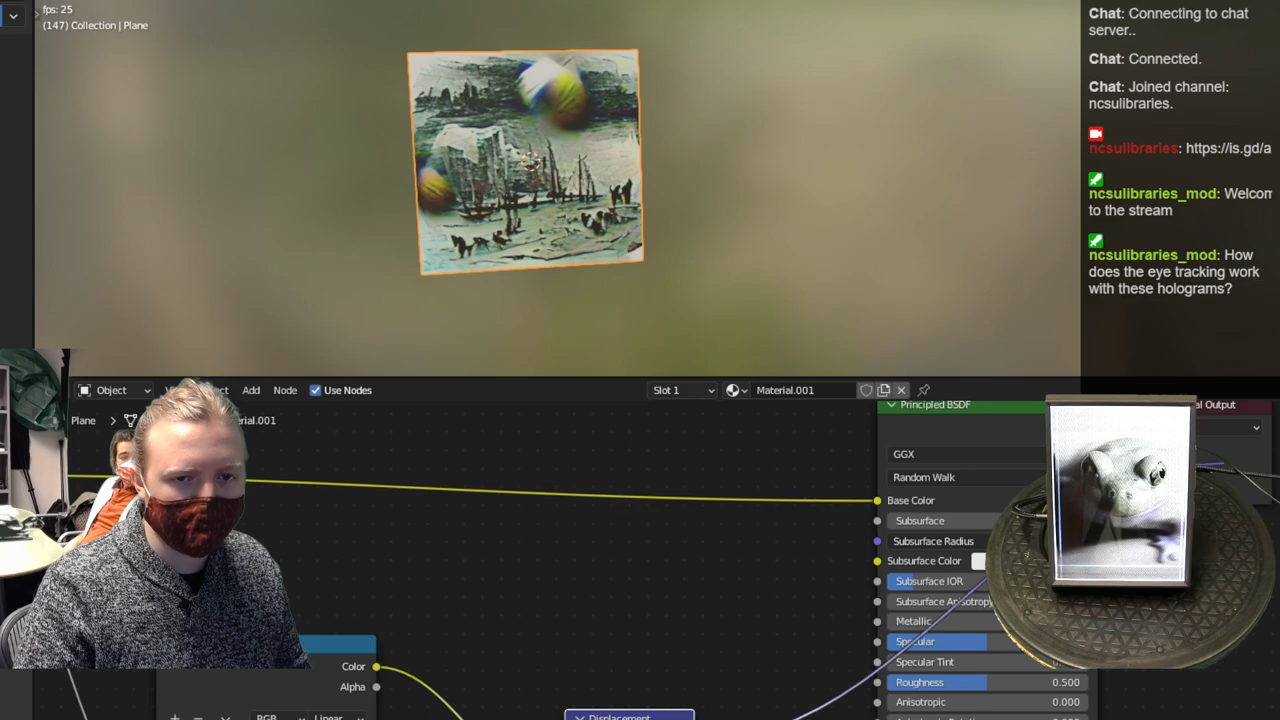 fps: 25
(147) Collection | Plane
Chat: Connecting to chat
server..
Chat: Connected.
Chat: Joined channel:
ncsulibraries.
ncsulibraries: https://is.gd/a
ncsulibraries_mod: Welcom
to the stream
ncsulibraries_mod: How
does the eye tracking work
with these holograms?
Object
Add
Node
Use Nodes
Slot 1
Material.001
Plane
erial.001
Principled BSDF
al Output
GGX
Random Walk
Base Color
Subsurface
Subsurface Radius
Subsurface Color
Subsurface IOR
Subsurface Anisotropy
Metallic
Specular
Specular Tint
Roughness 0.500
Anisotropic 0.000
Color
Alpha
RGB
Linear
Displacement